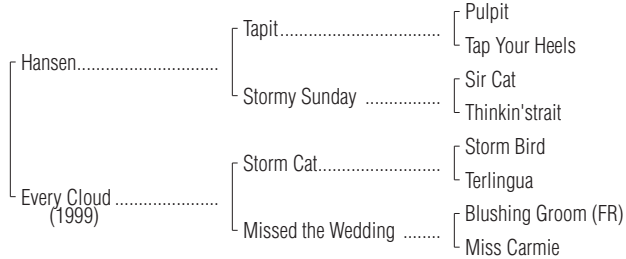 Pulpit
Tapit
Tap Your Heels
Hansen
Sir Cat
Stormy Sunday
Thinkin'strait
Storm Bird
Storm Cat
Terlingua
Every Cloud
(1999)
Blushing Groom (FR)
Missed the Wedding
Miss Carmie